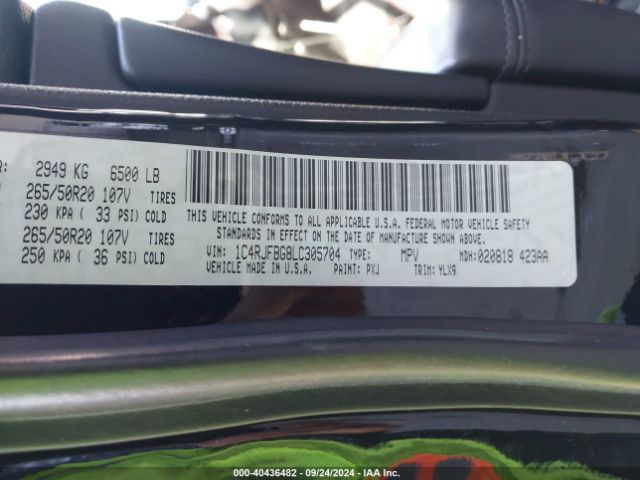 R: 2949 KG 6500 LB
265/50R20 107V TIRES
230 KPA ( 33 PSI) COLD
265/50R20 107V TIRES
250 KPA ( 36 PSI) COLD
THIS VEHICLE CONFORMS TO ALL APPLICABLE U.S.A. FEDERAL MOTOR VEHICLE SAFETY
STANDARDS IN EFFECT ON THE DATE OF MANUFACTURE SHOWN ABOVE.
VIN: 1C4RJFBG8LC305704 TYPE: MPV MDH:020818 423AA
VEHICLE MADE IN U.S.A. PAINT: PXJ TRIM: YLX9
000-40436482 - 09/24/2024 - IAA Inc.